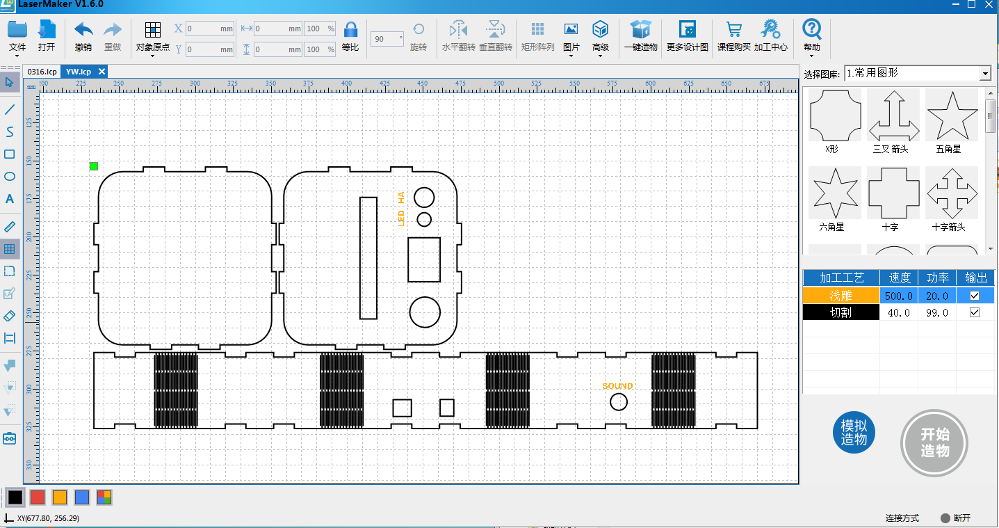 LaserMaker V1.6.0
X 0 mm 0 mm 100 %
Y 0 mm 0 mm 100 %
90 °
文件 打开 撤销 重做 对象原点 等比 旋转 水平翻转 垂直翻转 矩形阵列 图片 高级 一键造物 更多设计图 课程购买 加工中心 帮助
0316.lcp YW.lcp
选择图库: 1.常用图形
mm 200 225 250 275 300 325 350 375 400 425 450 475 500 525 550 575 600 625 650 675
125
150
175
200
225
250
275
300
325
350
A
X形 三叉箭头 五角星
六角星 十字 十字箭头
LED HA
SOUND
加工工艺 速度 功率 输出
浅雕 500.0 20.0
切割 40.0 99.0
模拟
造物
开始
造物
XY(677.80, 256.29)
连接方式 断开